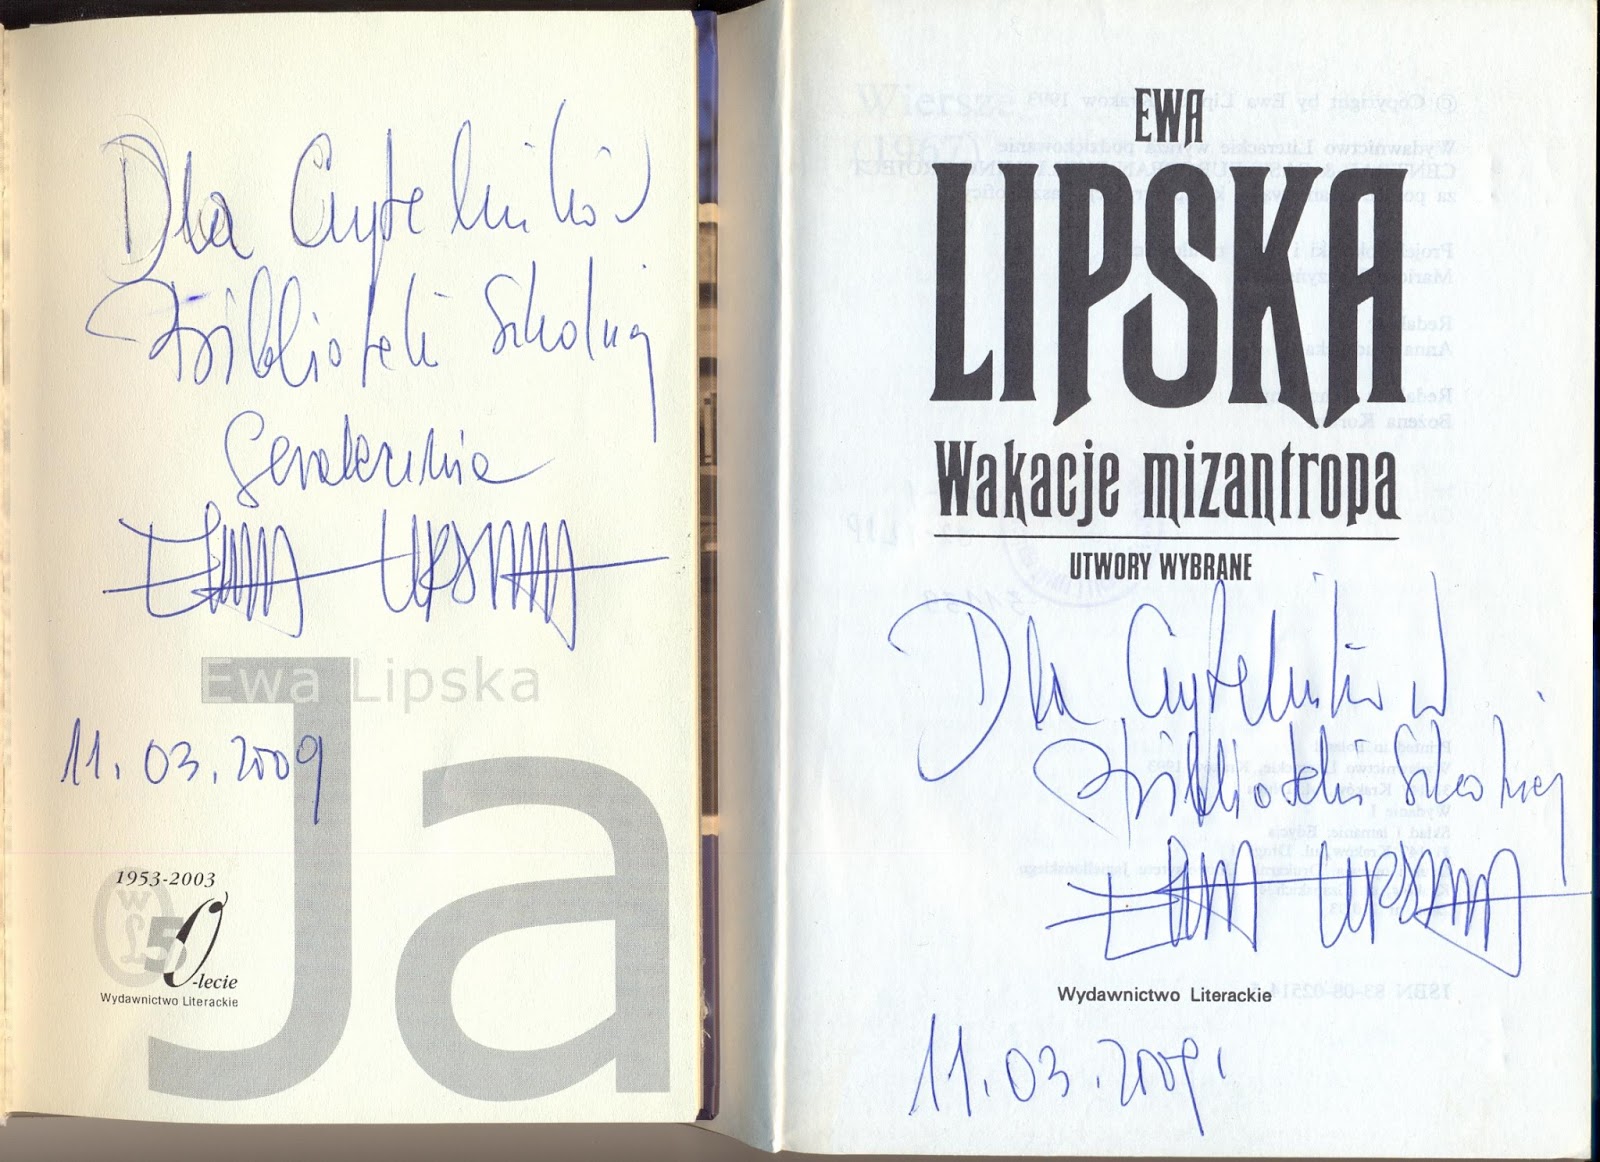 Dla Czytelników
Biblioteki Szkolnej
Serdecznie
Ewa Lipska
Ewa Lipska
Ja
11.03.2009
1953-2003
WL
50-lecie
Wydawnictwo Literackie
EWA
LIPSKA
Wakacje mizantropa
UTWORY WYBRANE
Dla Czytelników
Biblioteki Szkolnej
Ewa Lipska
Wydawnictwo Literackie
11.03.2009.